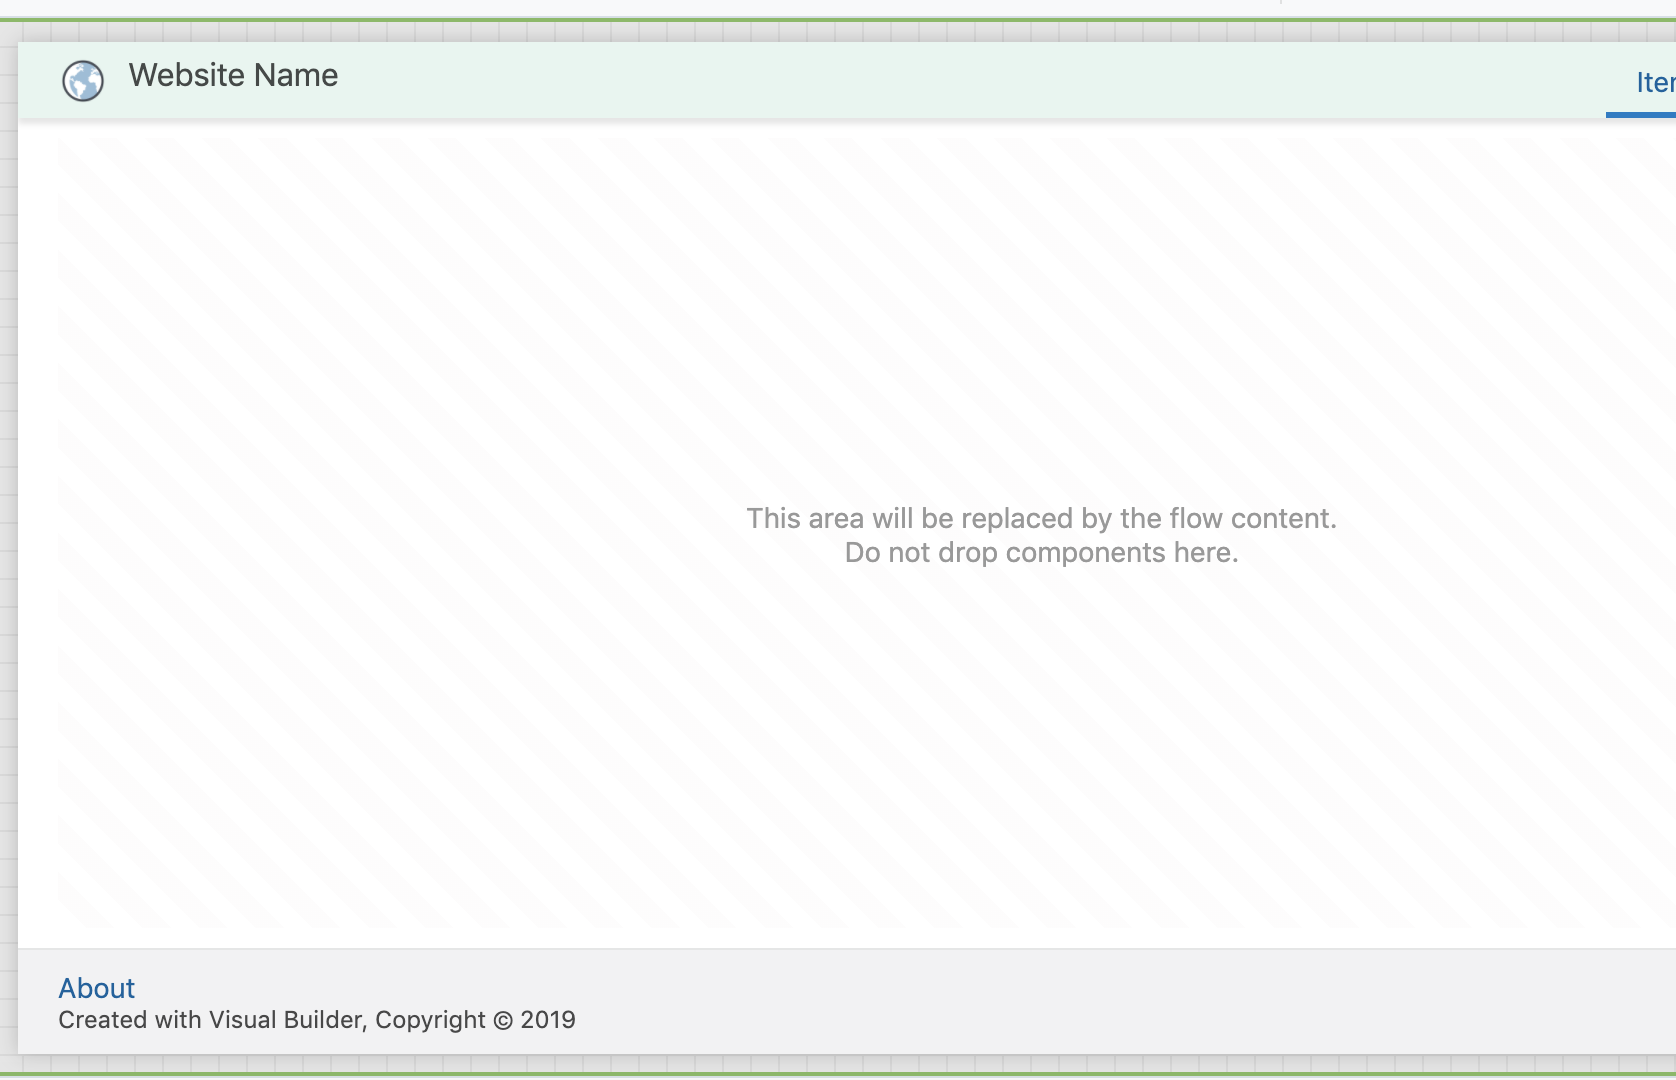 Website Name
This area will be replaced by the flow content.
Do not drop components here.
About
Created with Visual Builder, Copyright © 2019